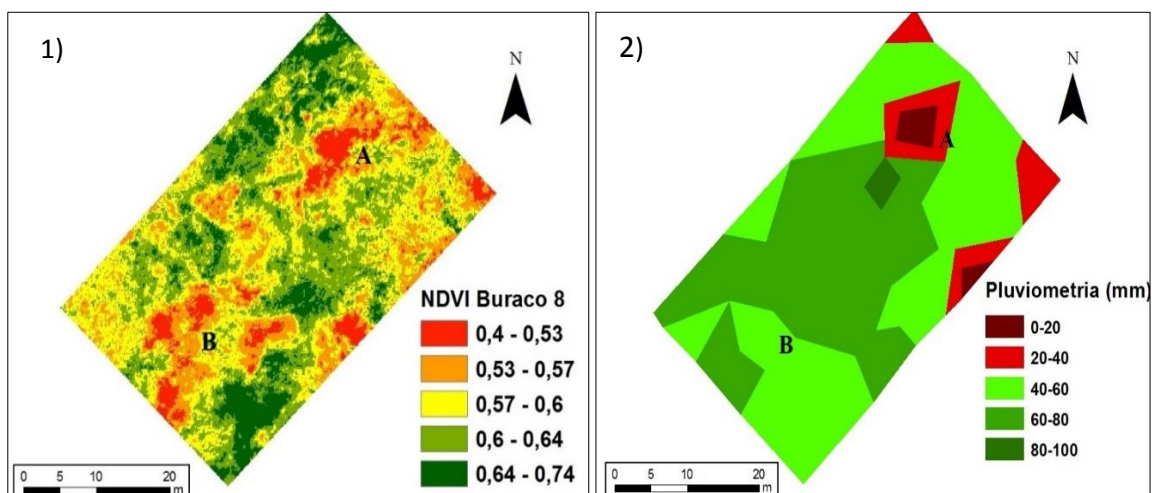 1)
N
A
B
NDVI Buraco 8
0,4 - 0,53
0,53 - 0,57
0,57 - 0,6
0,6 - 0,64
0,64 - 0,74
0 5 10 20
m
2)
N
A
B
Pluviometria (mm)
0-20
20-40
40-60
60-80
80-100
0 5 10 20
m